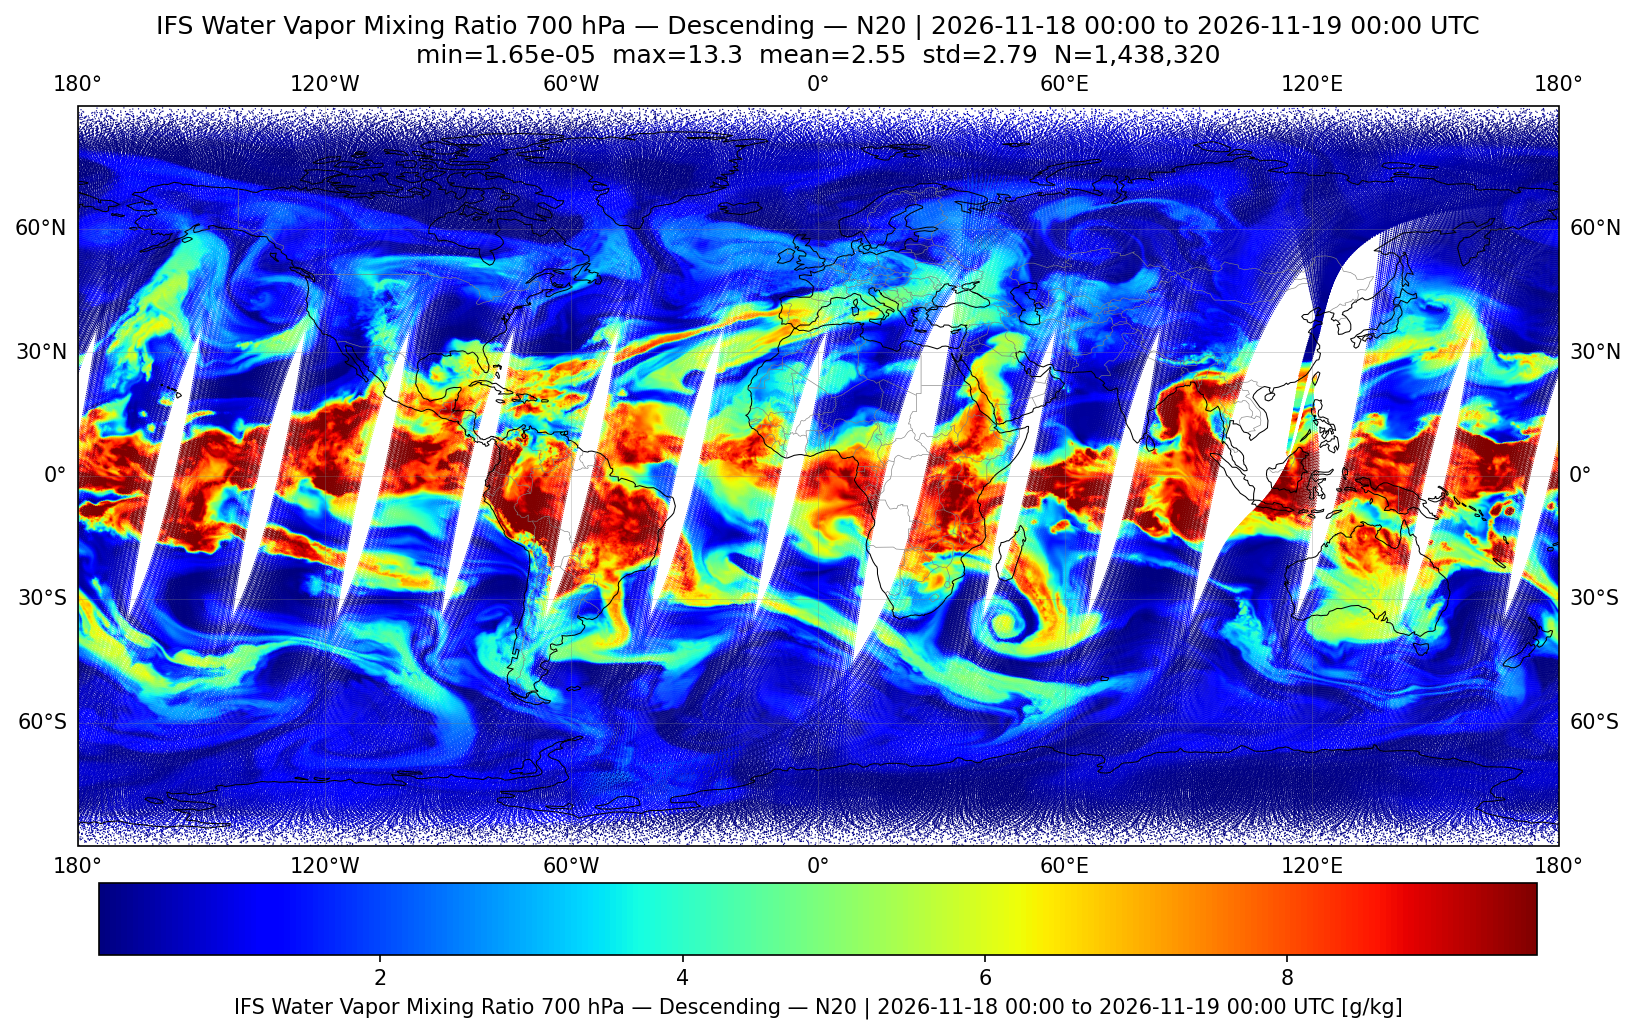 IFS Water Vapor Mixing Ratio 700 hPa — Descending — N20 | 2026-11-18 00:00 to 2026-11-19 00:00 UTC
min=1.65e-05  max=13.3  mean=2.55  std=2.79  N=1,438,320
180° 120°W 60°W 0° 60°E 120°E 180°
60°N 60°N
30°N 30°N
0° 0°
30°S 30°S
60°S 60°S
180° 120°W 60°W 0° 60°E 120°E 180°
2 4 6 8
IFS Water Vapor Mixing Ratio 700 hPa — Descending — N20 | 2026-11-18 00:00 to 2026-11-19 00:00 UTC [g/kg]